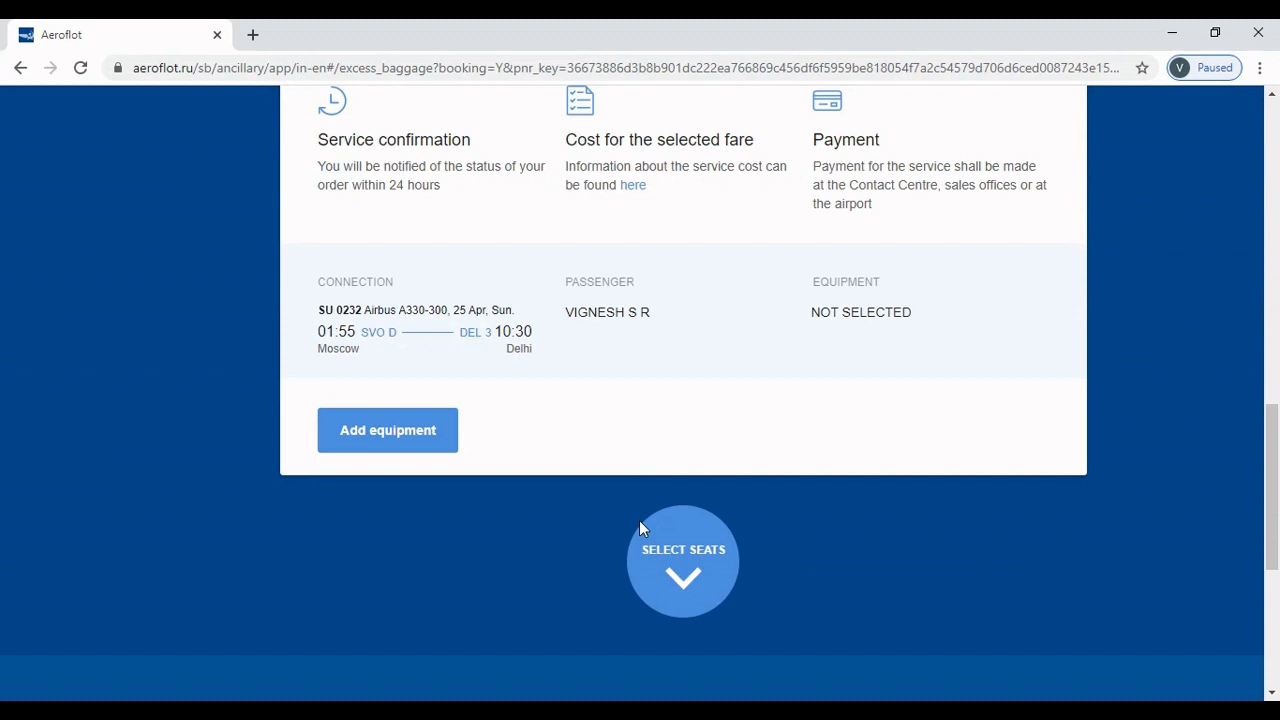 Aeroflot
aeroflot.ru/sb/ancillary/app/in-en#/excess_baggage?booking=Y&pnr_key=36673886d3b8b901dc222ea766869c456df6f5959be818054f7a2c54579d706d6ced0087243e15...
V Paused
Service confirmation
You will be notified of the status of your
order within 24 hours
Cost for the selected fare
Information about the service cost can
be found here
Payment
Payment for the service shall be made
at the Contact Centre, sales offices or at
the airport
CONNECTION
SU 0232 Airbus A330-300, 25 Apr, Sun.
01:55 SVO D DEL 3 10:30
Moscow Delhi
PASSENGER
VIGNESH S R
EQUIPMENT
NOT SELECTED
Add equipment
SELECT SEATS